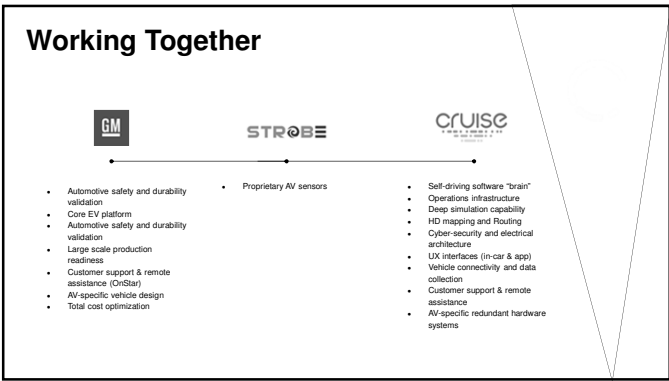 Working Together
GM
STROBE
cruise
• Automotive safety and durability
validation
• Core EV platform
• Automotive safety and durability
validation
• Large scale production
readiness
• Customer support & remote
assistance (OnStar)
• AV-specific vehicle design
• Total cost optimization
• Proprietary AV sensors
• Self-driving software “brain”
• Operations infrastructure
• Deep simulation capability
• HD mapping and Routing
• Cyber-security and electrical
architecture
• UX interfaces (in-car & app)
• Vehicle connectivity and data
collection
• Customer support & remote
assistance
• AV-specific redundant hardware
systems